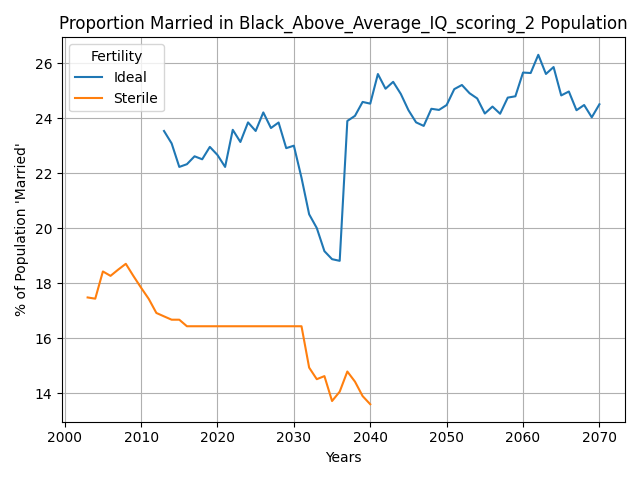 Proportion Married in Black_Above_Average_IQ_scoring_2 Population
Fertility
Ideal
Sterile
% of Population 'Married'
26
24
22
20
18
16
14
2000 2010 2020 2030 2040 2050 2060 2070
Years